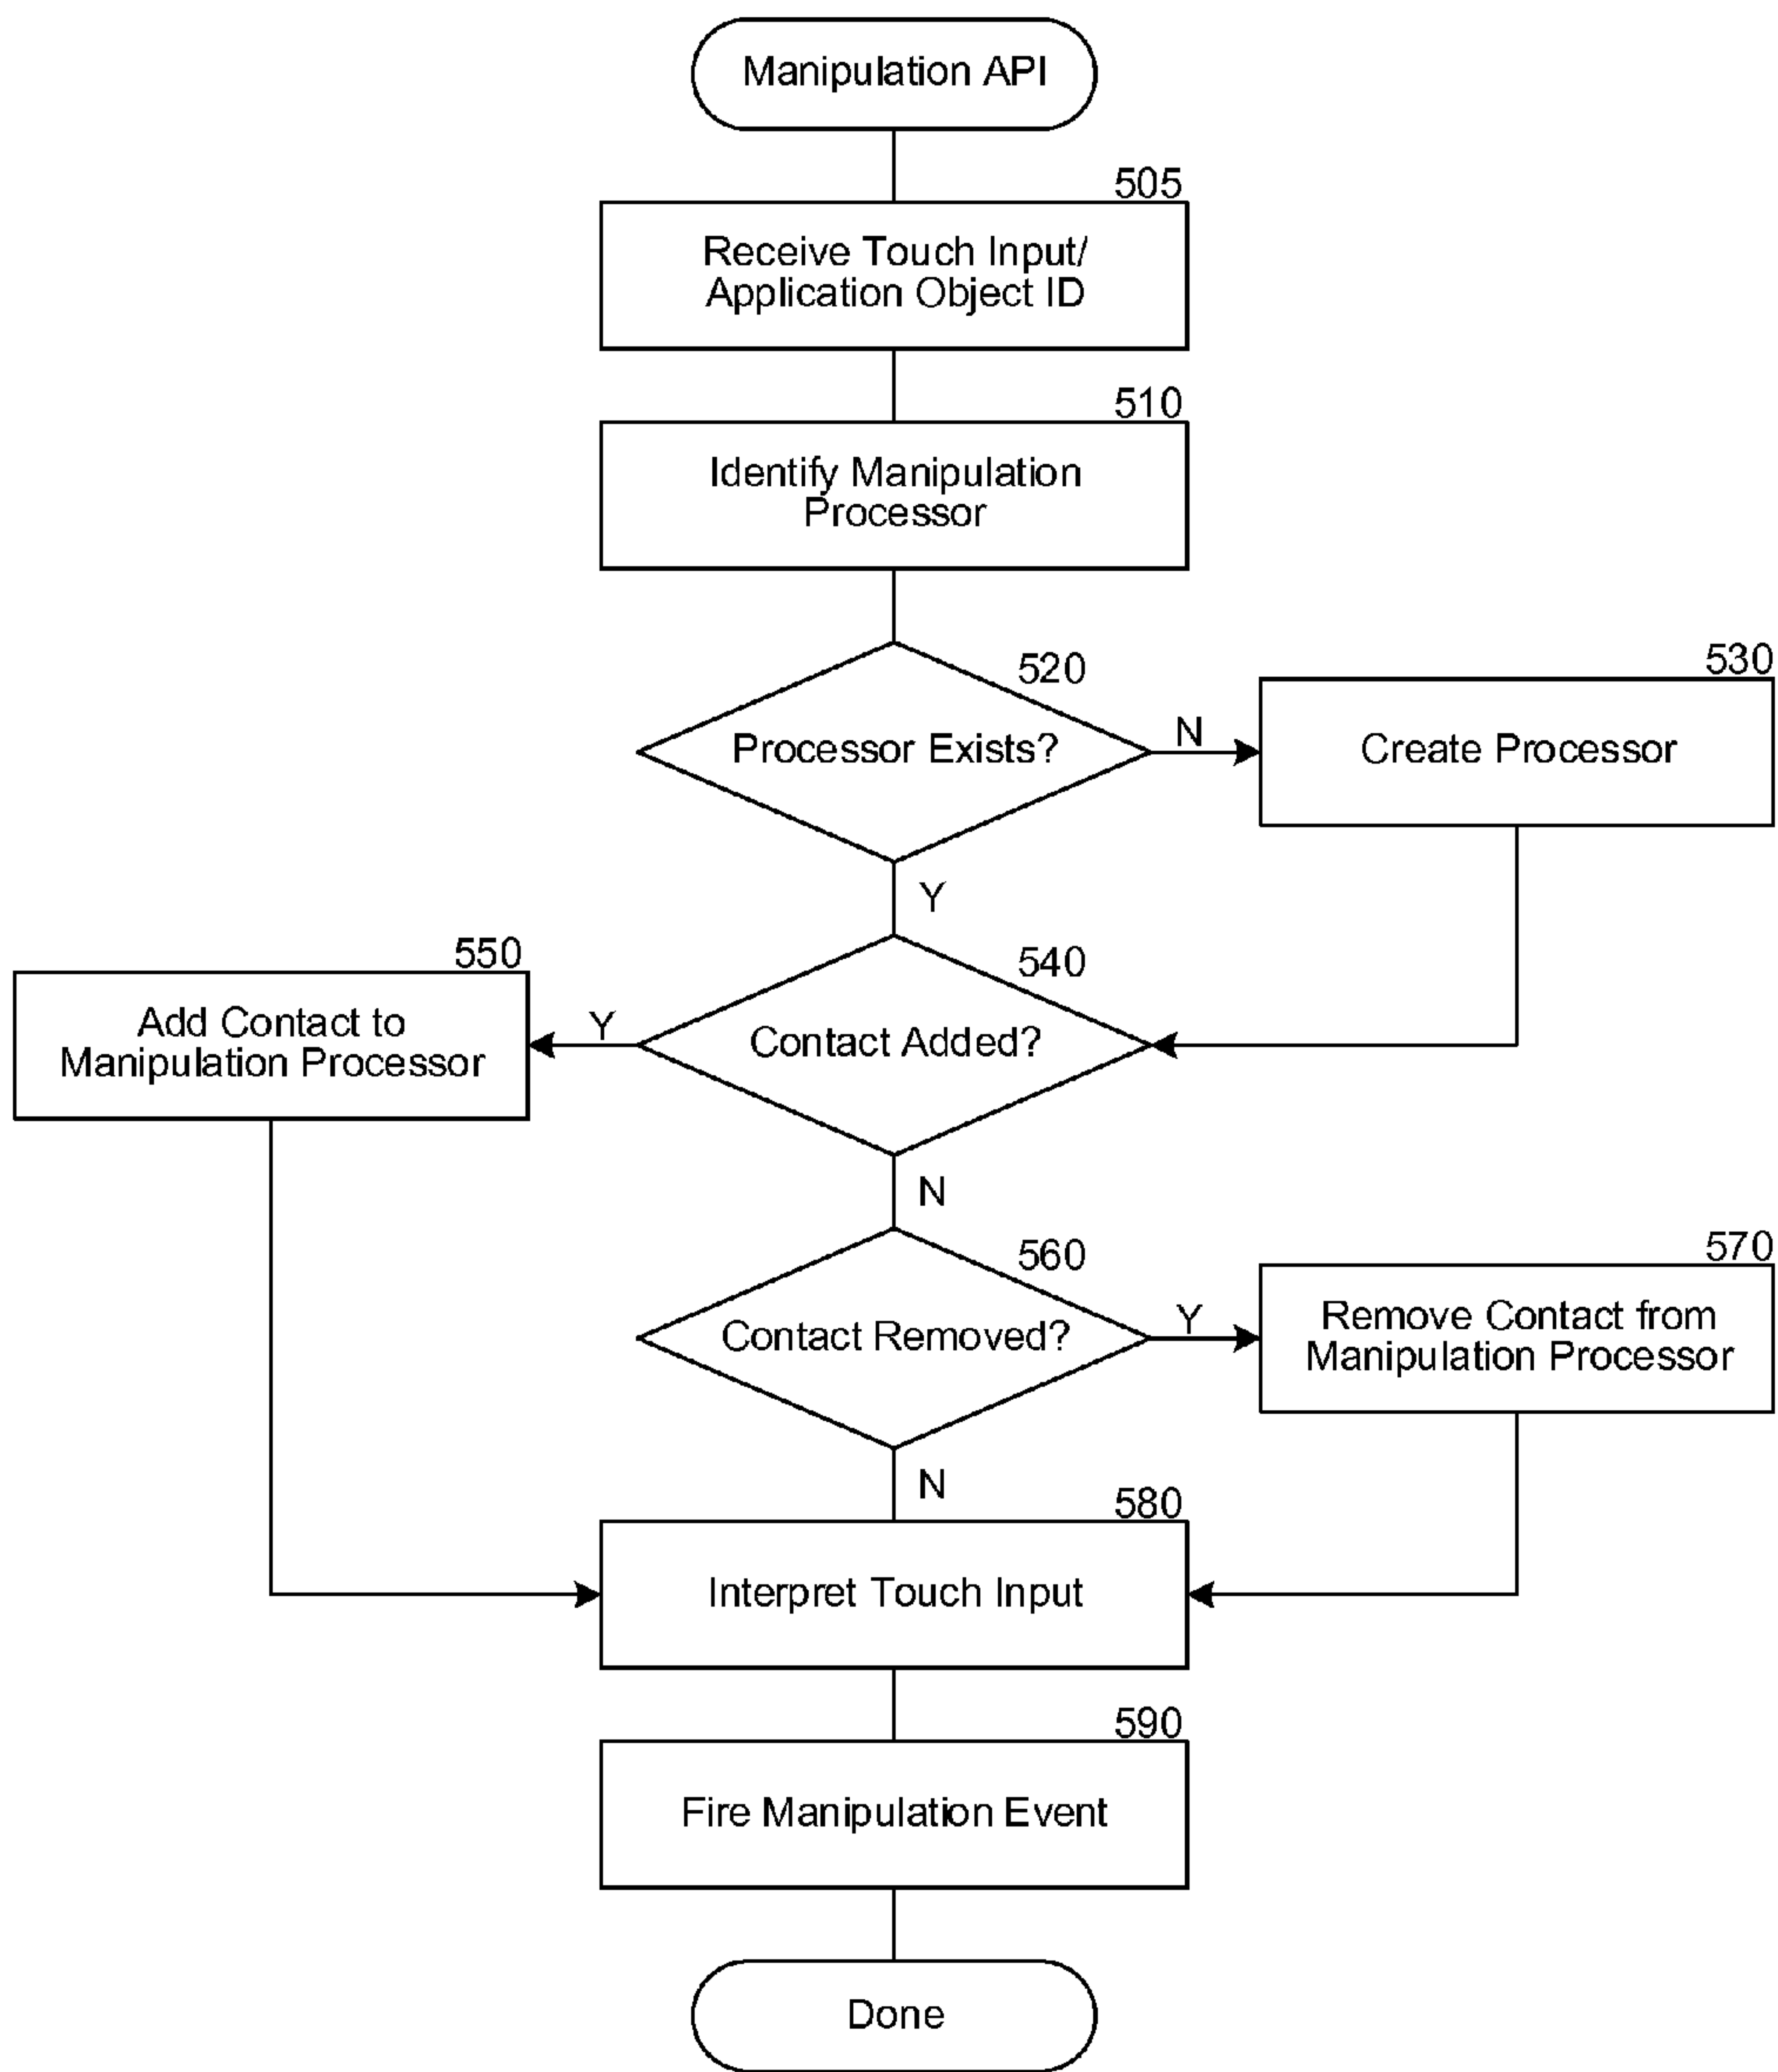 Manipulation API
505
Receive Touch Input/
Application Object ID
510
Identify Manipulation
Processor
520
Processor Exists?
N
530
Create Processor
Y
540
Contact Added?
Y
550
Add Contact to
Manipulation Processor
N
560
Contact Removed?
Y
570
Remove Contact from
Manipulation Processor
N
580
Interpret Touch Input
590
Fire Manipulation Event
Done